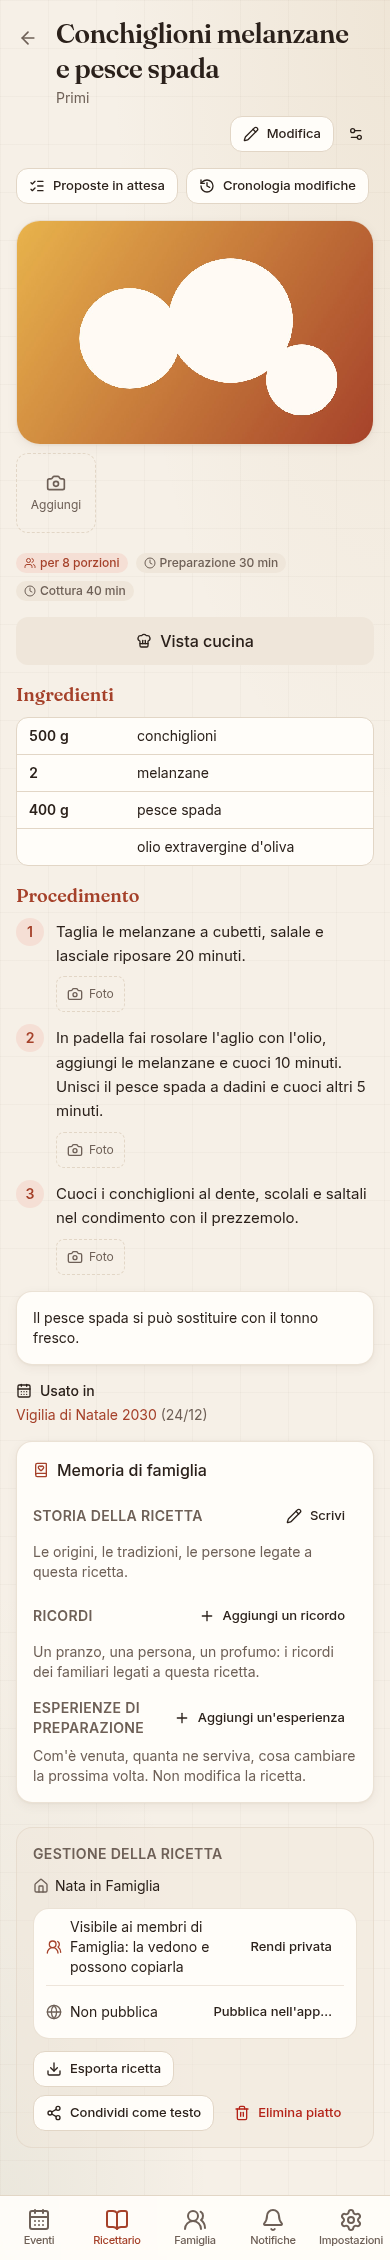 Conchiglioni melanzane
e pesce spada
Primi
Modifica
Proposte in attesa
Cronologia modifiche
Aggiungi
per 8 porzioni
Preparazione 30 min
Cottura 40 min
Vista cucina
Ingredienti
500 g conchiglioni
2 melanzane
400 g pesce spada
olio extravergine d'oliva
Procedimento
1 Taglia le melanzane a cubetti, salale e
lasciale riposare 20 minuti.
Foto
2 In padella fai rosolare l'aglio con l'olio,
aggiungi le melanzane e cuoci 10 minuti.
Unisci il pesce spada a dadini e cuoci altri 5
minuti.
Foto
3 Cuoci i conchiglioni al dente, scolali e saltali
nel condimento con il prezzemolo.
Foto
Il pesce spada si può sostituire con il tonno
fresco.
Usato in
Vigilia di Natale 2030 (24/12)
Memoria di famiglia
STORIA DELLA RICETTA
Scrivi
Le origini, le tradizioni, le persone legate a
questa ricetta.
RICORDI
Aggiungi un ricordo
Un pranzo, una persona, un profumo: i ricordi
dei familiari legati a questa ricetta.
ESPERIENZE DI
PREPARAZIONE
Aggiungi un'esperienza
Com'è venuta, quanta ne serviva, cosa cambiare
la prossima volta. Non modifica la ricetta.
GESTIONE DELLA RICETTA
Nata in Famiglia
Visibile ai membri di
Famiglia: la vedono e
possono copiarla
Rendi privata
Non pubblica
Pubblica nell'app…
Esporta ricetta
Condividi come testo
Elimina piatto
Eventi
Ricettario
Famiglia
Notifiche
Impostazioni